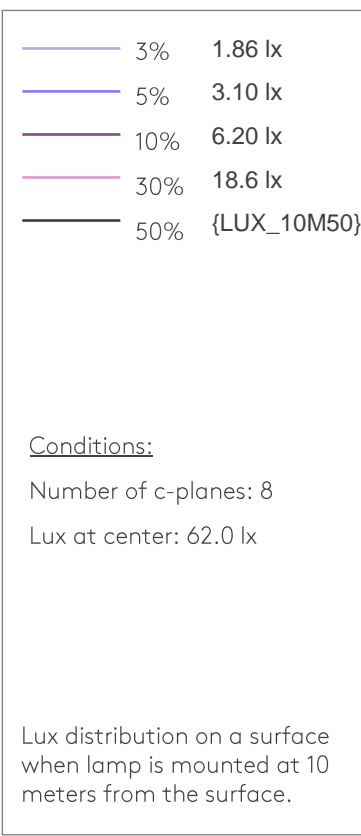 3% 1.86 lx
5% 3.10 lx
10% 6.20 lx
30% 18.6 lx
50% {LUX_10M50}
Conditions:
Number of c-planes: 8
Lux at center: 62.0 lx
Lux distribution on a surface
when lamp is mounted at 10
meters from the surface.